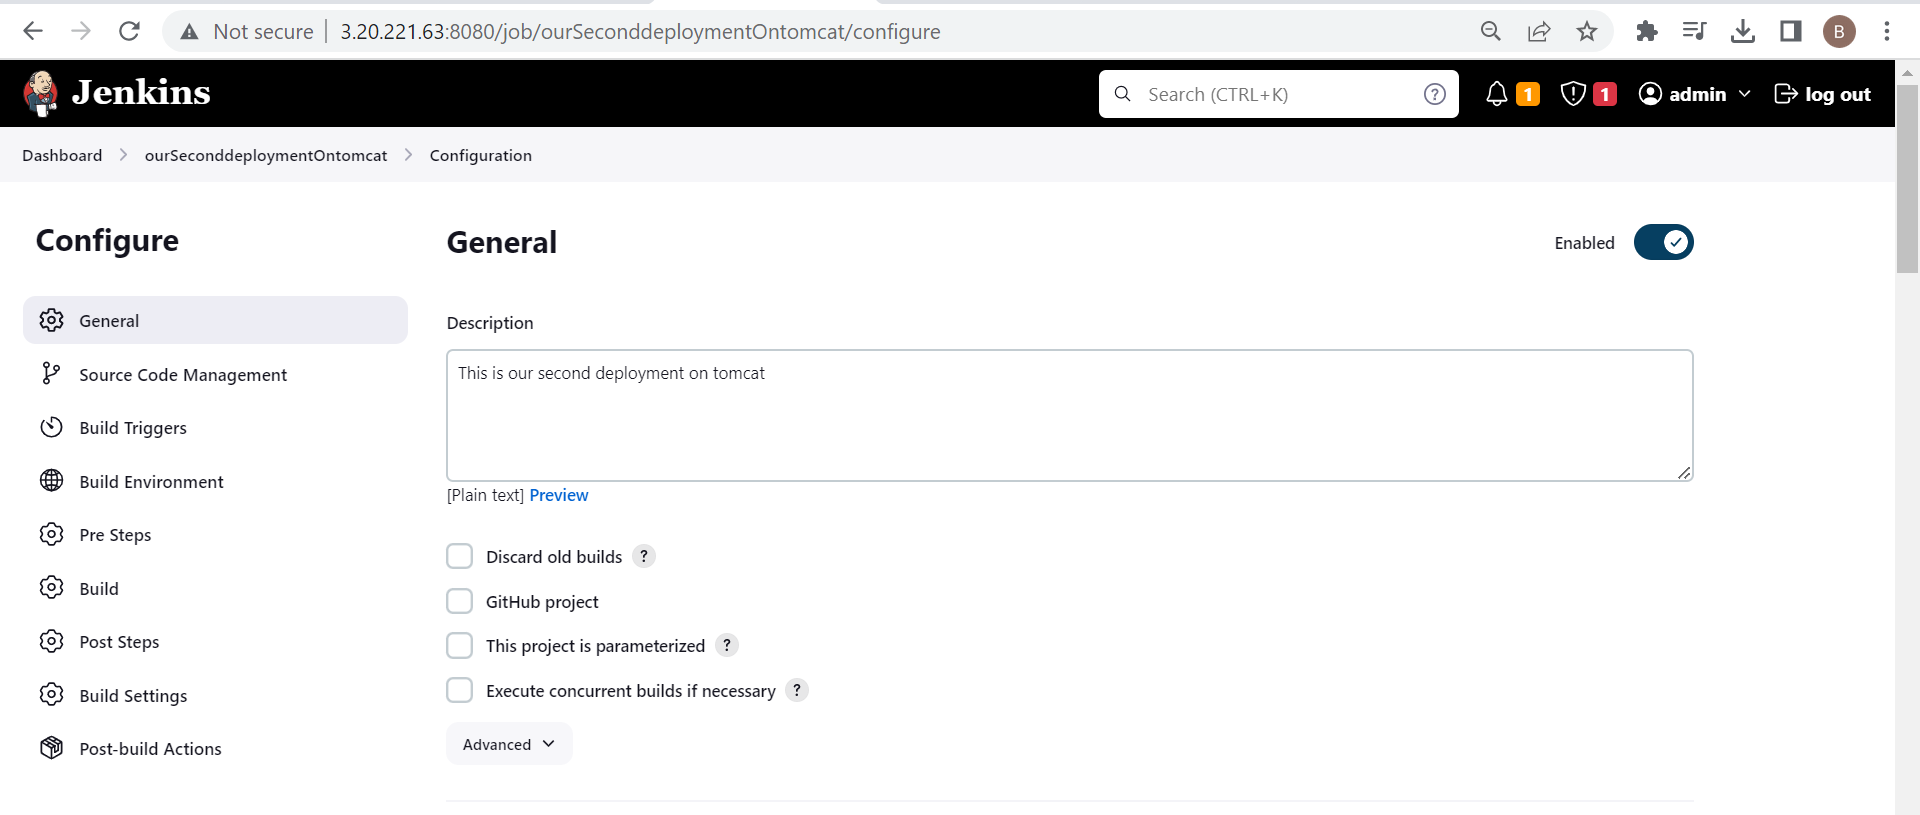 Not secure | 3.20.221.63:8080/job/ourSeconddeploymentOntomcat/configure
B
Jenkins
Search (CTRL+K) ?
1
1
admin
log out
Dashboard > ourSeconddeploymentOntomcat > Configuration
Configure
General
Source Code Management
Build Triggers
Build Environment
Pre Steps
Build
Post Steps
Build Settings
Post-build Actions
General
Enabled
Description
This is our second deployment on tomcat
[Plain text] Preview
Discard old builds ?
GitHub project
This project is parameterized ?
Execute concurrent builds if necessary ?
Advanced